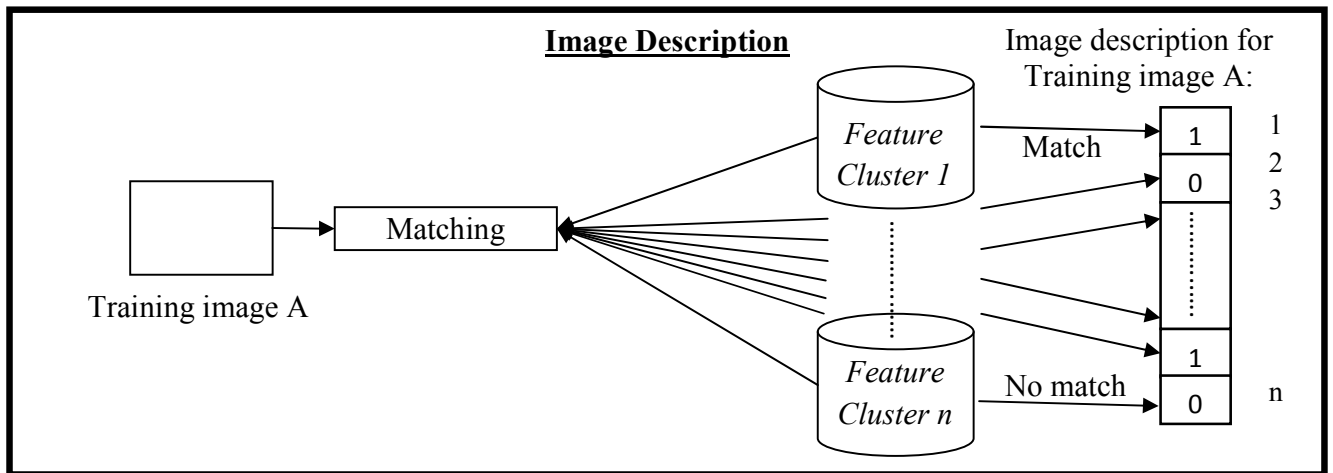 Image Description
Training image A
Matching
Feature
Cluster 1
Feature
Cluster n
Match
No match
Image description for
Training image A:
1
0
1
0
1
2
3
n